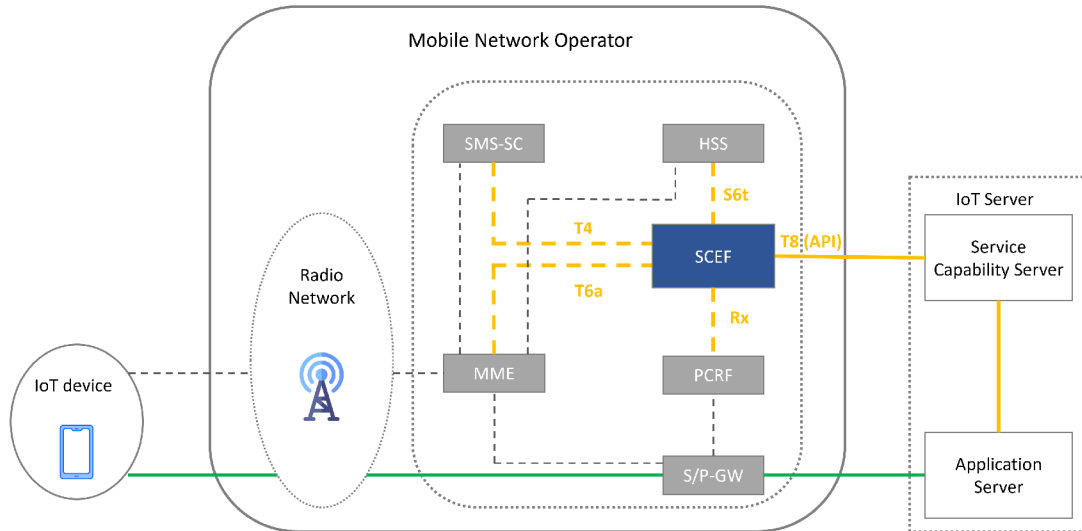 Mobile Network Operator
SMS-SC
HSS
S6t
IoT Server
T4
T8 (API)
SCEF
Service
Capability Server
Radio
Network
T6a
Rx
MME
PCRF
IoT device
S/P-GW
Application
Server